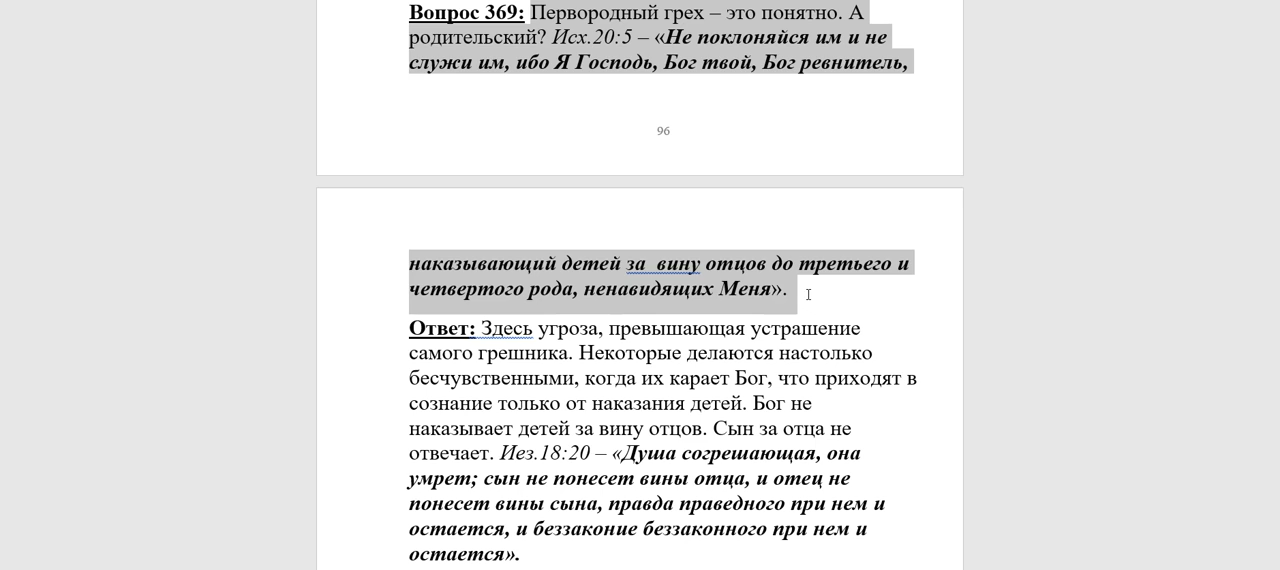 Вопрос 369: Первородный грех – это понятно. А
родительский? Исх.20:5 – «Не поклоняйся им и не
служи им, ибо Я Господь, Бог твой, Бог ревнитель,
96
наказывающий детей за  вину отцов до третьего и
четвертого рода, ненавидящих Меня».
Ответ: Здесь угроза, превышающая устрашение
самого грешника. Некоторые делаются настолько
бесчувственными, когда их карает Бог, что приходят в
сознание только от наказания детей. Бог не
наказывает детей за вину отцов. Сын за отца не
отвечает. Иез.18:20 – «Душа согрешающая, она
умрет; сын не понесет вины отца, и отец не
понесет вины сына, правда праведного при нем и
остается, и беззаконие беззаконного при нем и
остается».